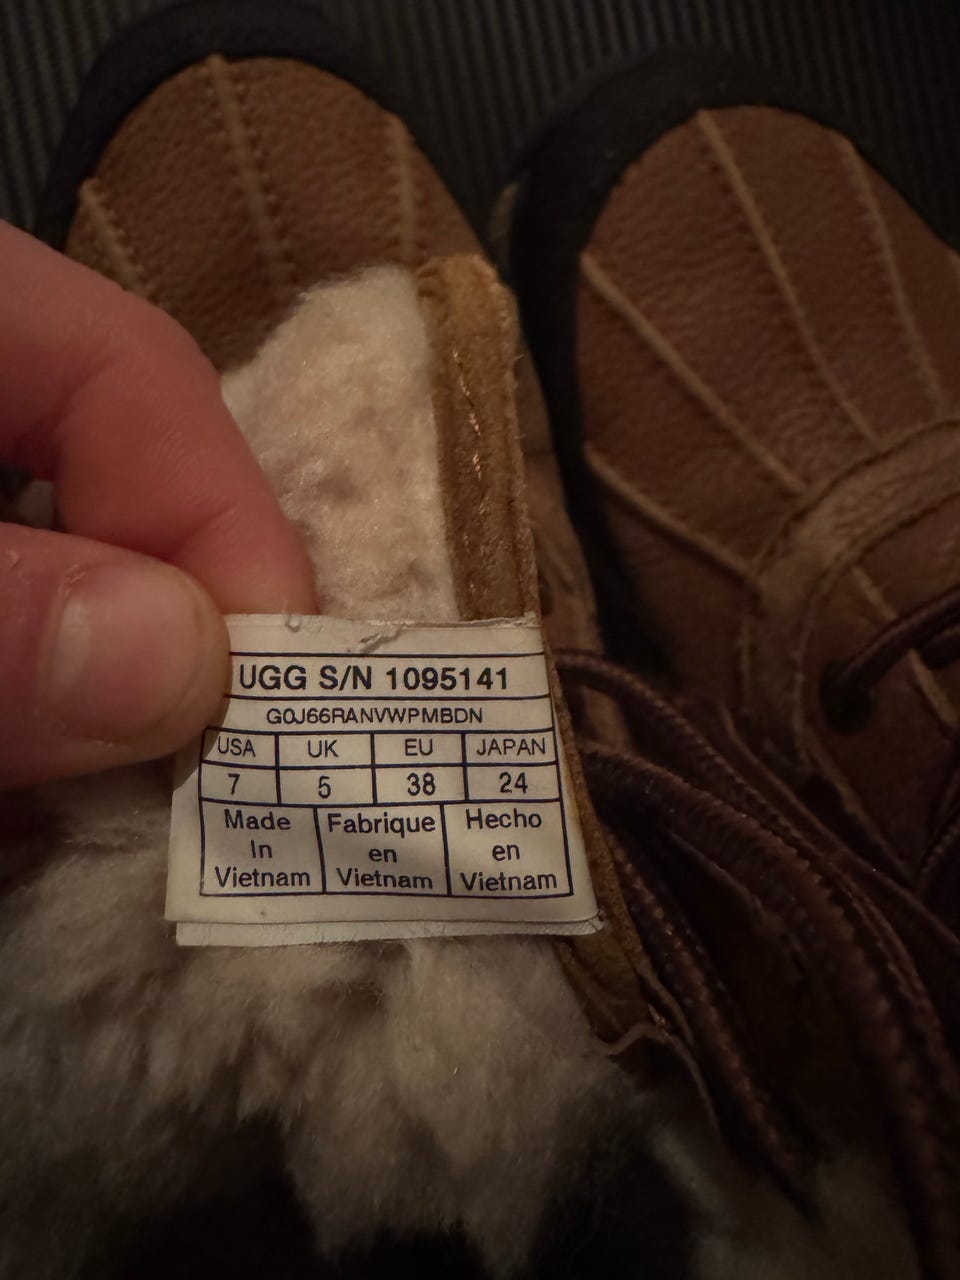 UGG S/N 1095141
G0J66RANVWPMBDN
USA UK EU JAPAN
7 5 38 24
Made In Vietnam
Fabrique en Vietnam
Hecho en Vietnam